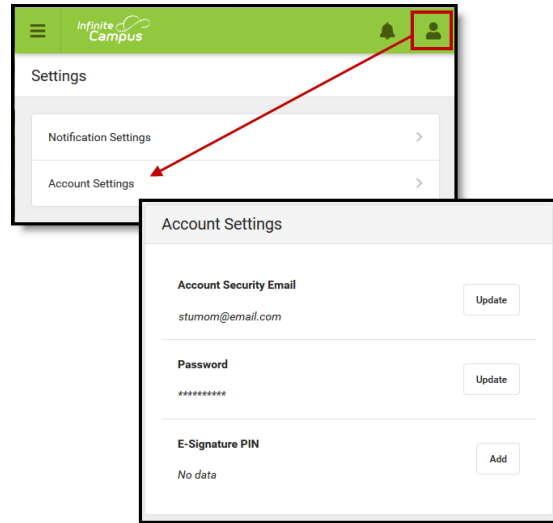 Infinite
Campus
Settings
Notification Settings
Account Settings
Account Settings
Account Security Email
Update
stumom@email.com
Password
Update
**********
E-Signature PIN
Add
No data